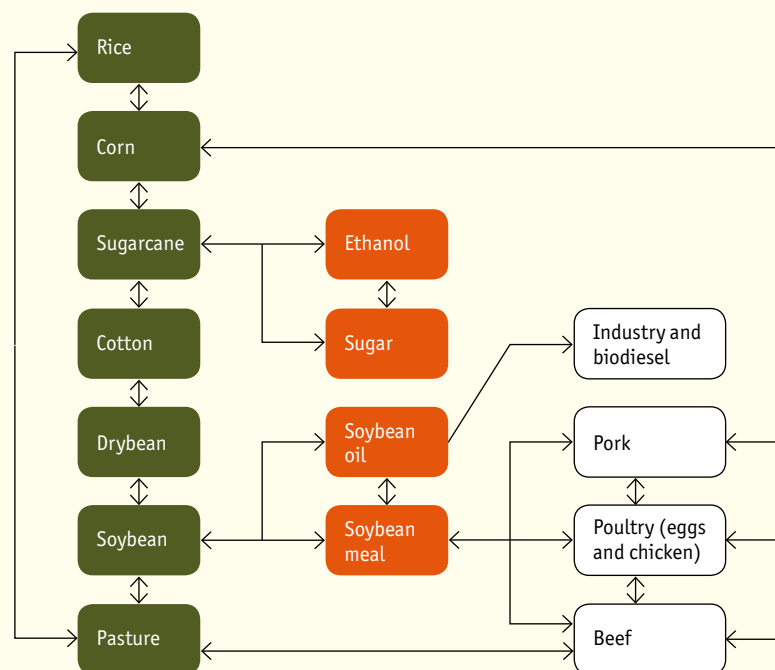 Rice
Corn
Sugarcane
Ethanol
Cotton
Sugar
Industry and
biodiesel
Drybean
Soybean
oil
Pork
Soybean
Soybean
meal
Poultry (eggs
and chicken)
Pasture
Beef